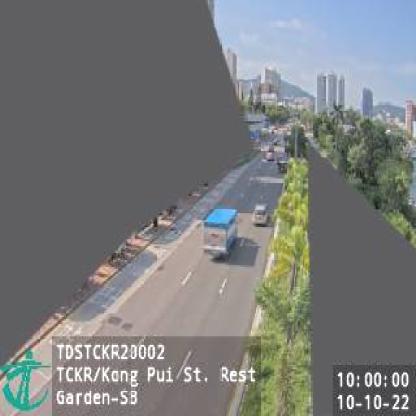 TDSTCKR20002
TCKR/Kong Pui St. Rest
Garden-SB
10:00:00
10-10-22